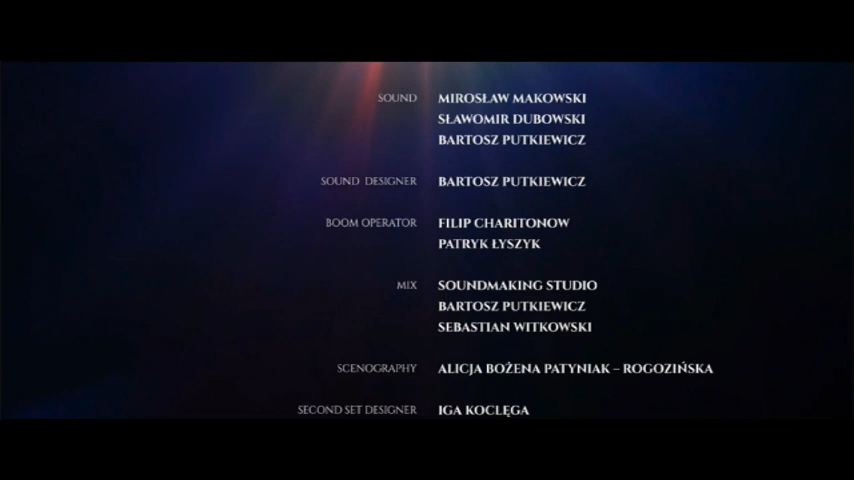 SOUND MIROSŁAW MAKOWSKI
SŁAWOMIR DUBOWSKI
BARTOSZ PUTKIEWICZ
SOUND DESIGNER BARTOSZ PUTKIEWICZ
BOOM OPERATOR FILIP CHARITONOW
PATRYK ŁYSZYK
MIX SOUNDMAKING STUDIO
BARTOSZ PUTKIEWICZ
SEBASTIAN WITKOWSKI
SCENOGRAPHY ALICJA BOŻENA PATYNIAK – ROGOZIŃSKA
SECOND SET DESIGNER IGA KOCLĘGA